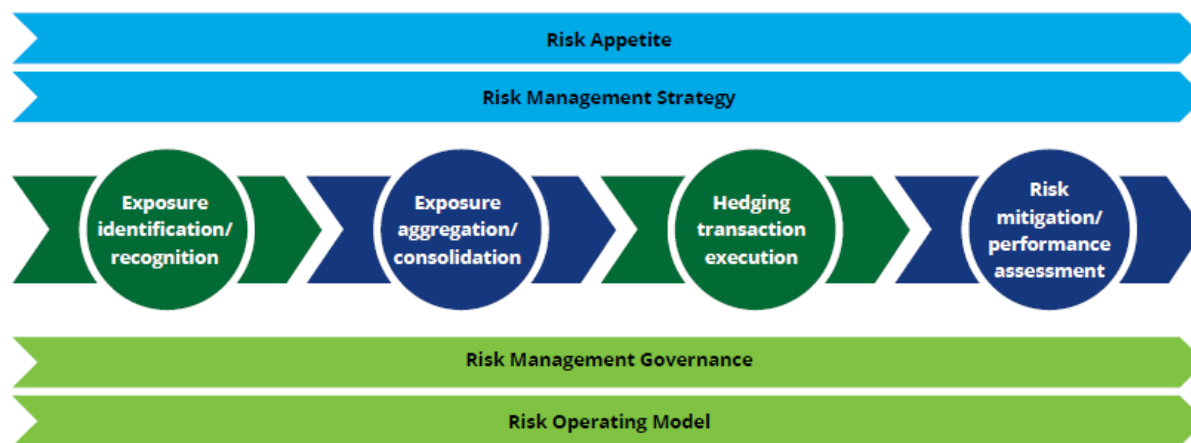 Risk Appetite
Risk Management Strategy
Exposure
identification/
recognition
Exposure
aggregation/
consolidation
Hedging
transaction
execution
Risk
mitigation/
performance
assessment
Risk Management Governance
Risk Operating Model